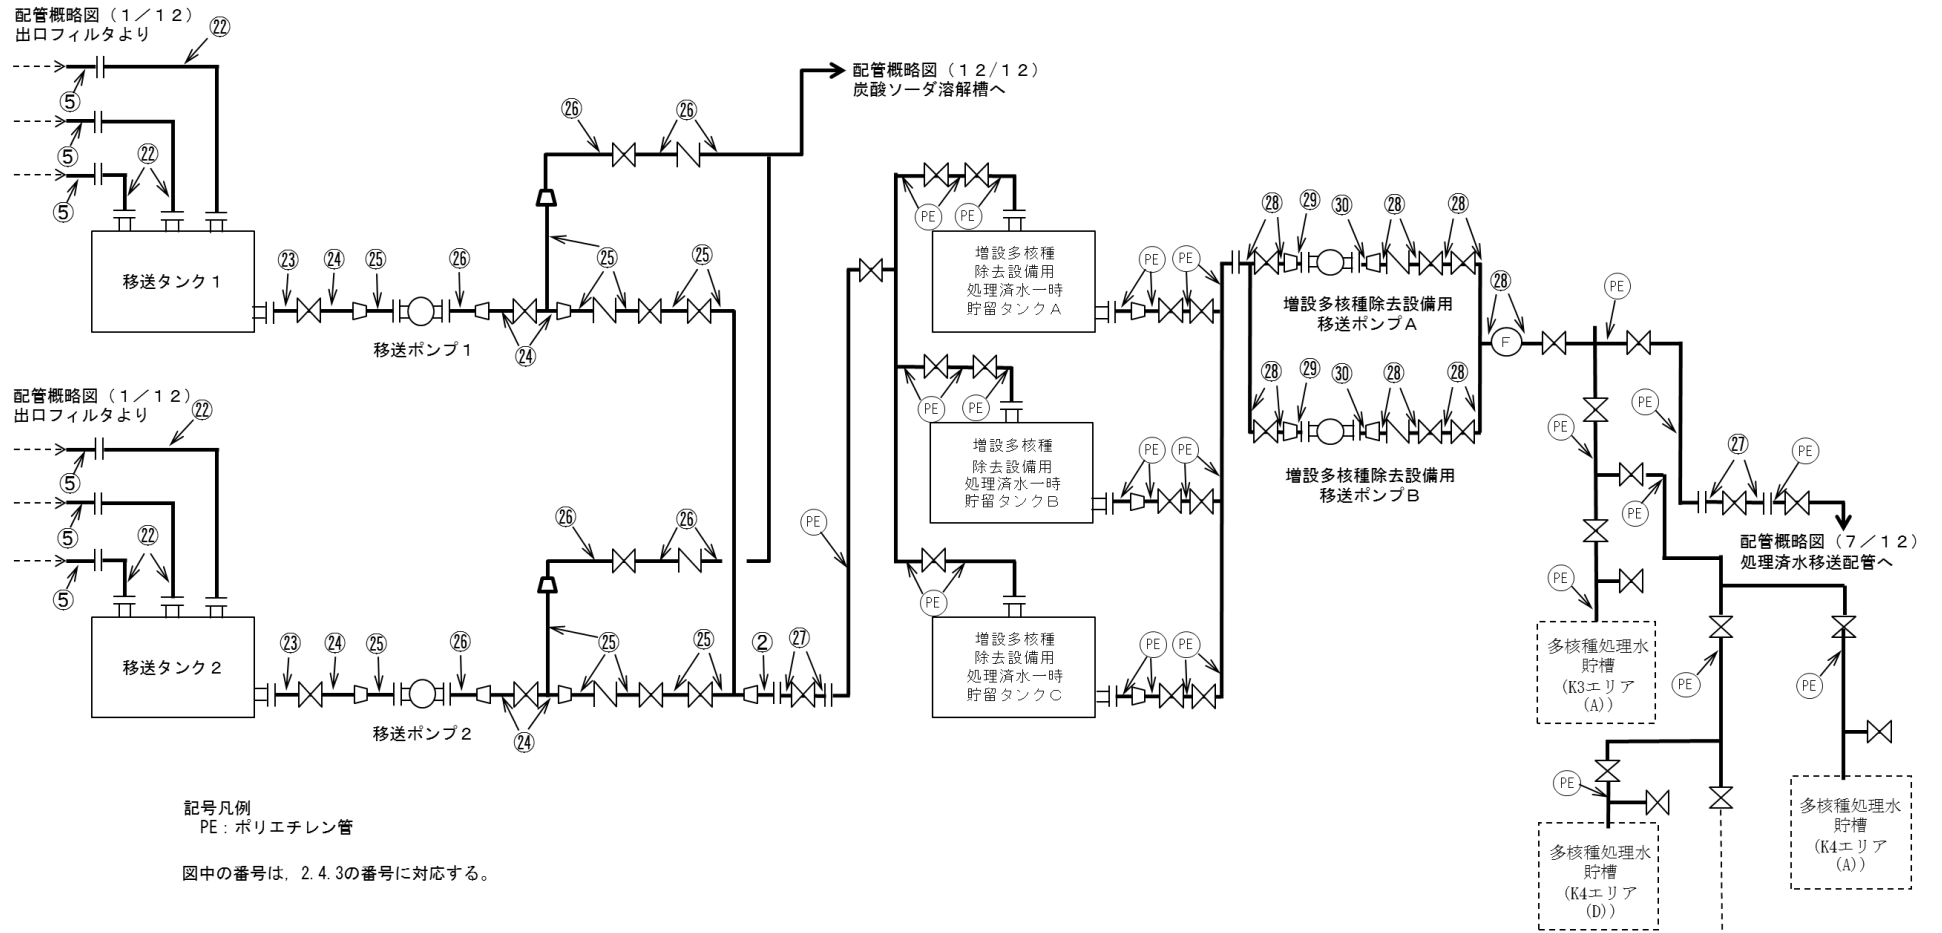 配管概略図（１／１２）
出口フィルタより
㉒
⑤
⑤
㉒
⑤
移送タンク１
㉓
㉔
㉕
㉖
移送ポンプ１
㉔
㉕
㉕
㉖
㉖
配管概略図（１２/１２）
炭酸ソーダ溶解槽へ
配管概略図（１／１２）
出口フィルタより
㉒
⑤
⑤
㉒
⑤
移送タンク２
㉓
㉔
㉕
㉖
移送ポンプ２
㉔
㉕
㉕
㉖
㉖
②
㉗
PE
PE
PE
増設多核種
除去設備用
処理済水一時
貯留タンクＡ
PE
PE
PE
PE
増設多核種
除去設備用
処理済水一時
貯留タンクＢ
PE
PE
PE
増設多核種
除去設備用
処理済水一時
貯留タンクＣ
PE
PE
㉘
㉙
㉚
㉘
㉘
増設多核種除去設備用
移送ポンプＡ
㉘
㉙
㉚
㉘
㉘
増設多核種除去設備用
移送ポンプＢ
㉘
F
PE
PE
PE
㉗
PE
PE
配管概略図（７／１２）
処理済水移送配管へ
PE
多核種処理水
貯槽
(K3エリア
(A))
PE
PE
PE
多核種処理水
貯槽
(K4エリア
(D))
多核種処理水
貯槽
(K4エリア
(A))
記号凡例
PE：ポリエチレン管
図中の番号は，2.4.3の番号に対応する。